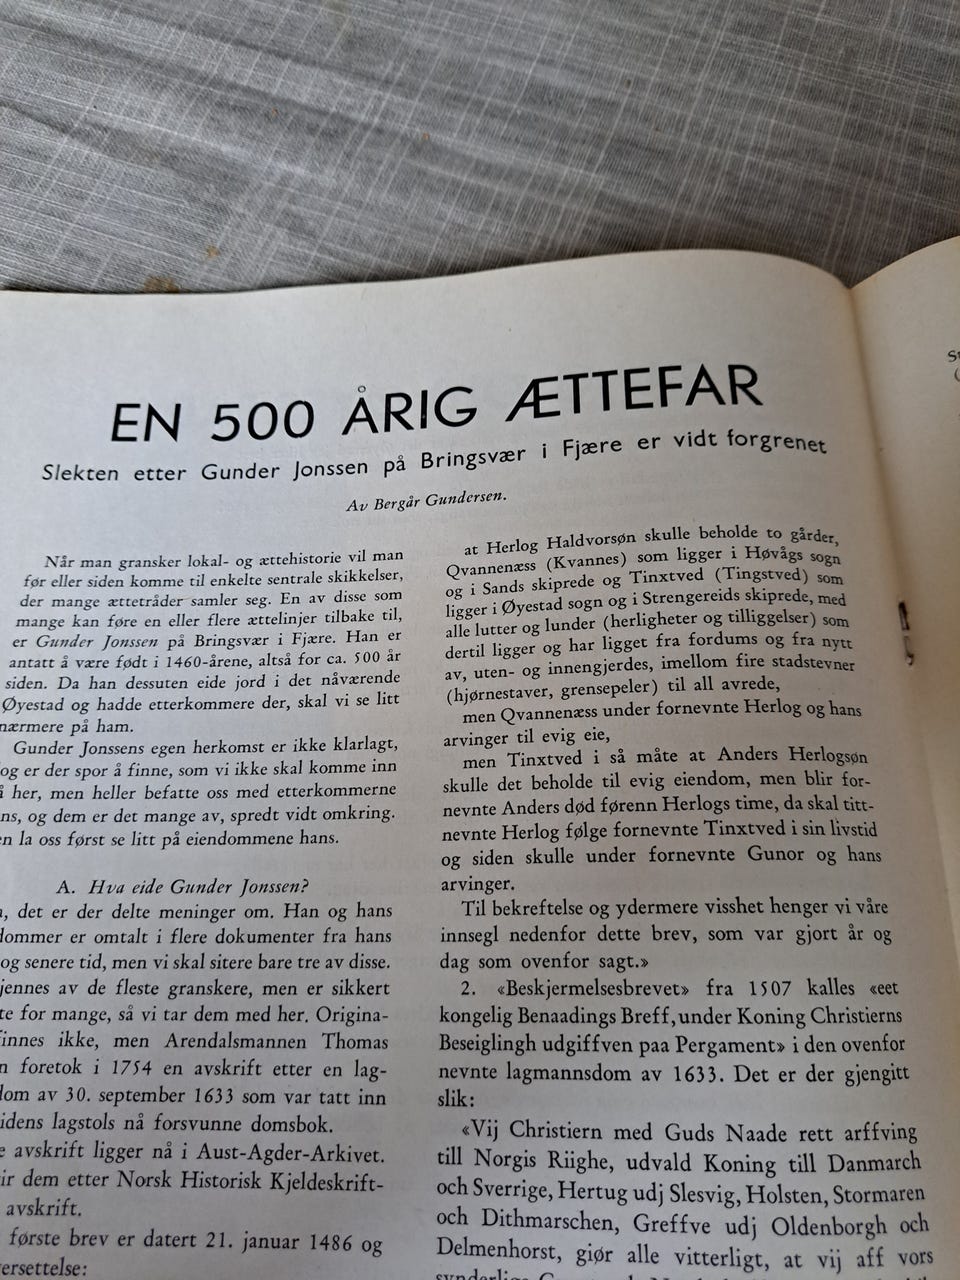 EN 500 ÅRIG ÆTTEFAR
Slekten etter Gunder Jonssen på Bringsvær i Fjære er vidt forgrenet
Av Bergår Gundersen.
Når man gransker lokal- og ættehistorie vil man
før eller siden komme til enkelte sentrale skikkelser,
der mange ættetråder samler seg. En av disse som
mange kan føre en eller flere ættelinjer tilbake til,
er Gunder Jonssen på Bringsvær i Fjære. Han er
antatt å være født i 1460-årene, altså for ca. 500 år
siden. Da han dessuten eide jord i det nåværende
Øyestad og hadde etterkommere der, skal vi se litt
nærmere på ham.
Gunder Jonssens egen herkomst er ikke klarlagt,
og er der spor å finne, som vi ikke skal komme inn
her, men heller befatte oss med etterkommerne
ns, og dem er det mange av, spredt vidt omkring.
n la oss først se litt på eiendommene hans.
A. Hva eide Gunder Jonssen?
, det er der delte meninger om. Han og hans
dommer er omtalt i flere dokumenter fra hans
og senere tid, men vi skal sitere bare tre av disse.
jennes av de fleste granskere, men er sikkert
te for mange, så vi tar dem med her. Origina-
innes ikke, men Arendalsmannen Thomas
n foretok i 1754 en avskrift etter en lag-
dom av 30. september 1633 som var tatt inn
idens lagstols nå forsvunne domsbok.
e avskrift ligger nå i Aust-Agder-Arkivet.
ir dem etter Norsk Historisk Kjeldeskrift-
avskrift.
første brev er datert 21. januar 1486 og
ersettelse:
at Herlog Haldvorsøn skulle beholde to gårder,
Qvannenæss (Kvannes) som ligger i Høvågs sogn
og i Sands skiprede og Tinxtved (Tingstved) som
ligger i Øyestad sogn og i Strengereids skiprede, med
alle lutter og lunder (herligheter og tilliggelser) som
dertil ligger og har ligget fra fordums og fra nytt
av, uten- og innengjerdes, imellom fire stadstevner
(hjørnestaver, grensepeler) til all avrede,
men Qvannenæss under fornevnte Herlog og hans
arvinger til evig eie,
men Tinxtved i så måte at Anders Herlogsøn
skulle det beholde til evig eiendom, men blir for-
nevnte Anders død førenn Herlogs time, da skal titt-
nevnte Herlog følge fornevnte Tinxtved i sin livstid
og siden skulle under fornevnte Gunor og hans
arvinger.
Til bekreftelse og ydermere visshet henger vi våre
innsegl nedenfor dette brev, som var gjort år og
dag som ovenfor sagt.»
2. «Beskjermelsesbrevet» fra 1507 kalles «eet
kongelig Benaadings Breff, under Koning Christierns
Beseiglingh udgiffven paa Pergament» i den ovenfor
nevnte lagmannsdom av 1633. Det er der gjengitt
slik:
«Vij Christiern med Guds Naade rett arffving
till Norgis Riighe, udvald Koning till Danmarch
och Sverrige, Hertug udj Slesvig, Holsten, Stormaren
och Dithmarschen, Greffve udj Oldenborgh och
Delmenhorst, giør alle vitterligt, at vij aff vors